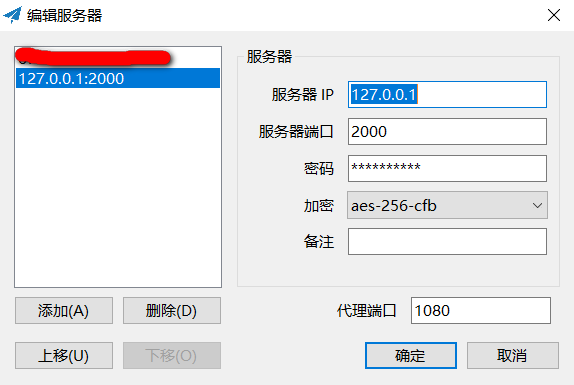 编辑服务器
127.0.0.1:2000
服务器
服务器 IP
127.0.0.1
服务器端口
2000
密码
**********
加密
aes-256-cfb
备注
添加(A)
删除(D)
代理端口
1080
上移(U)
下移(O)
确定
取消